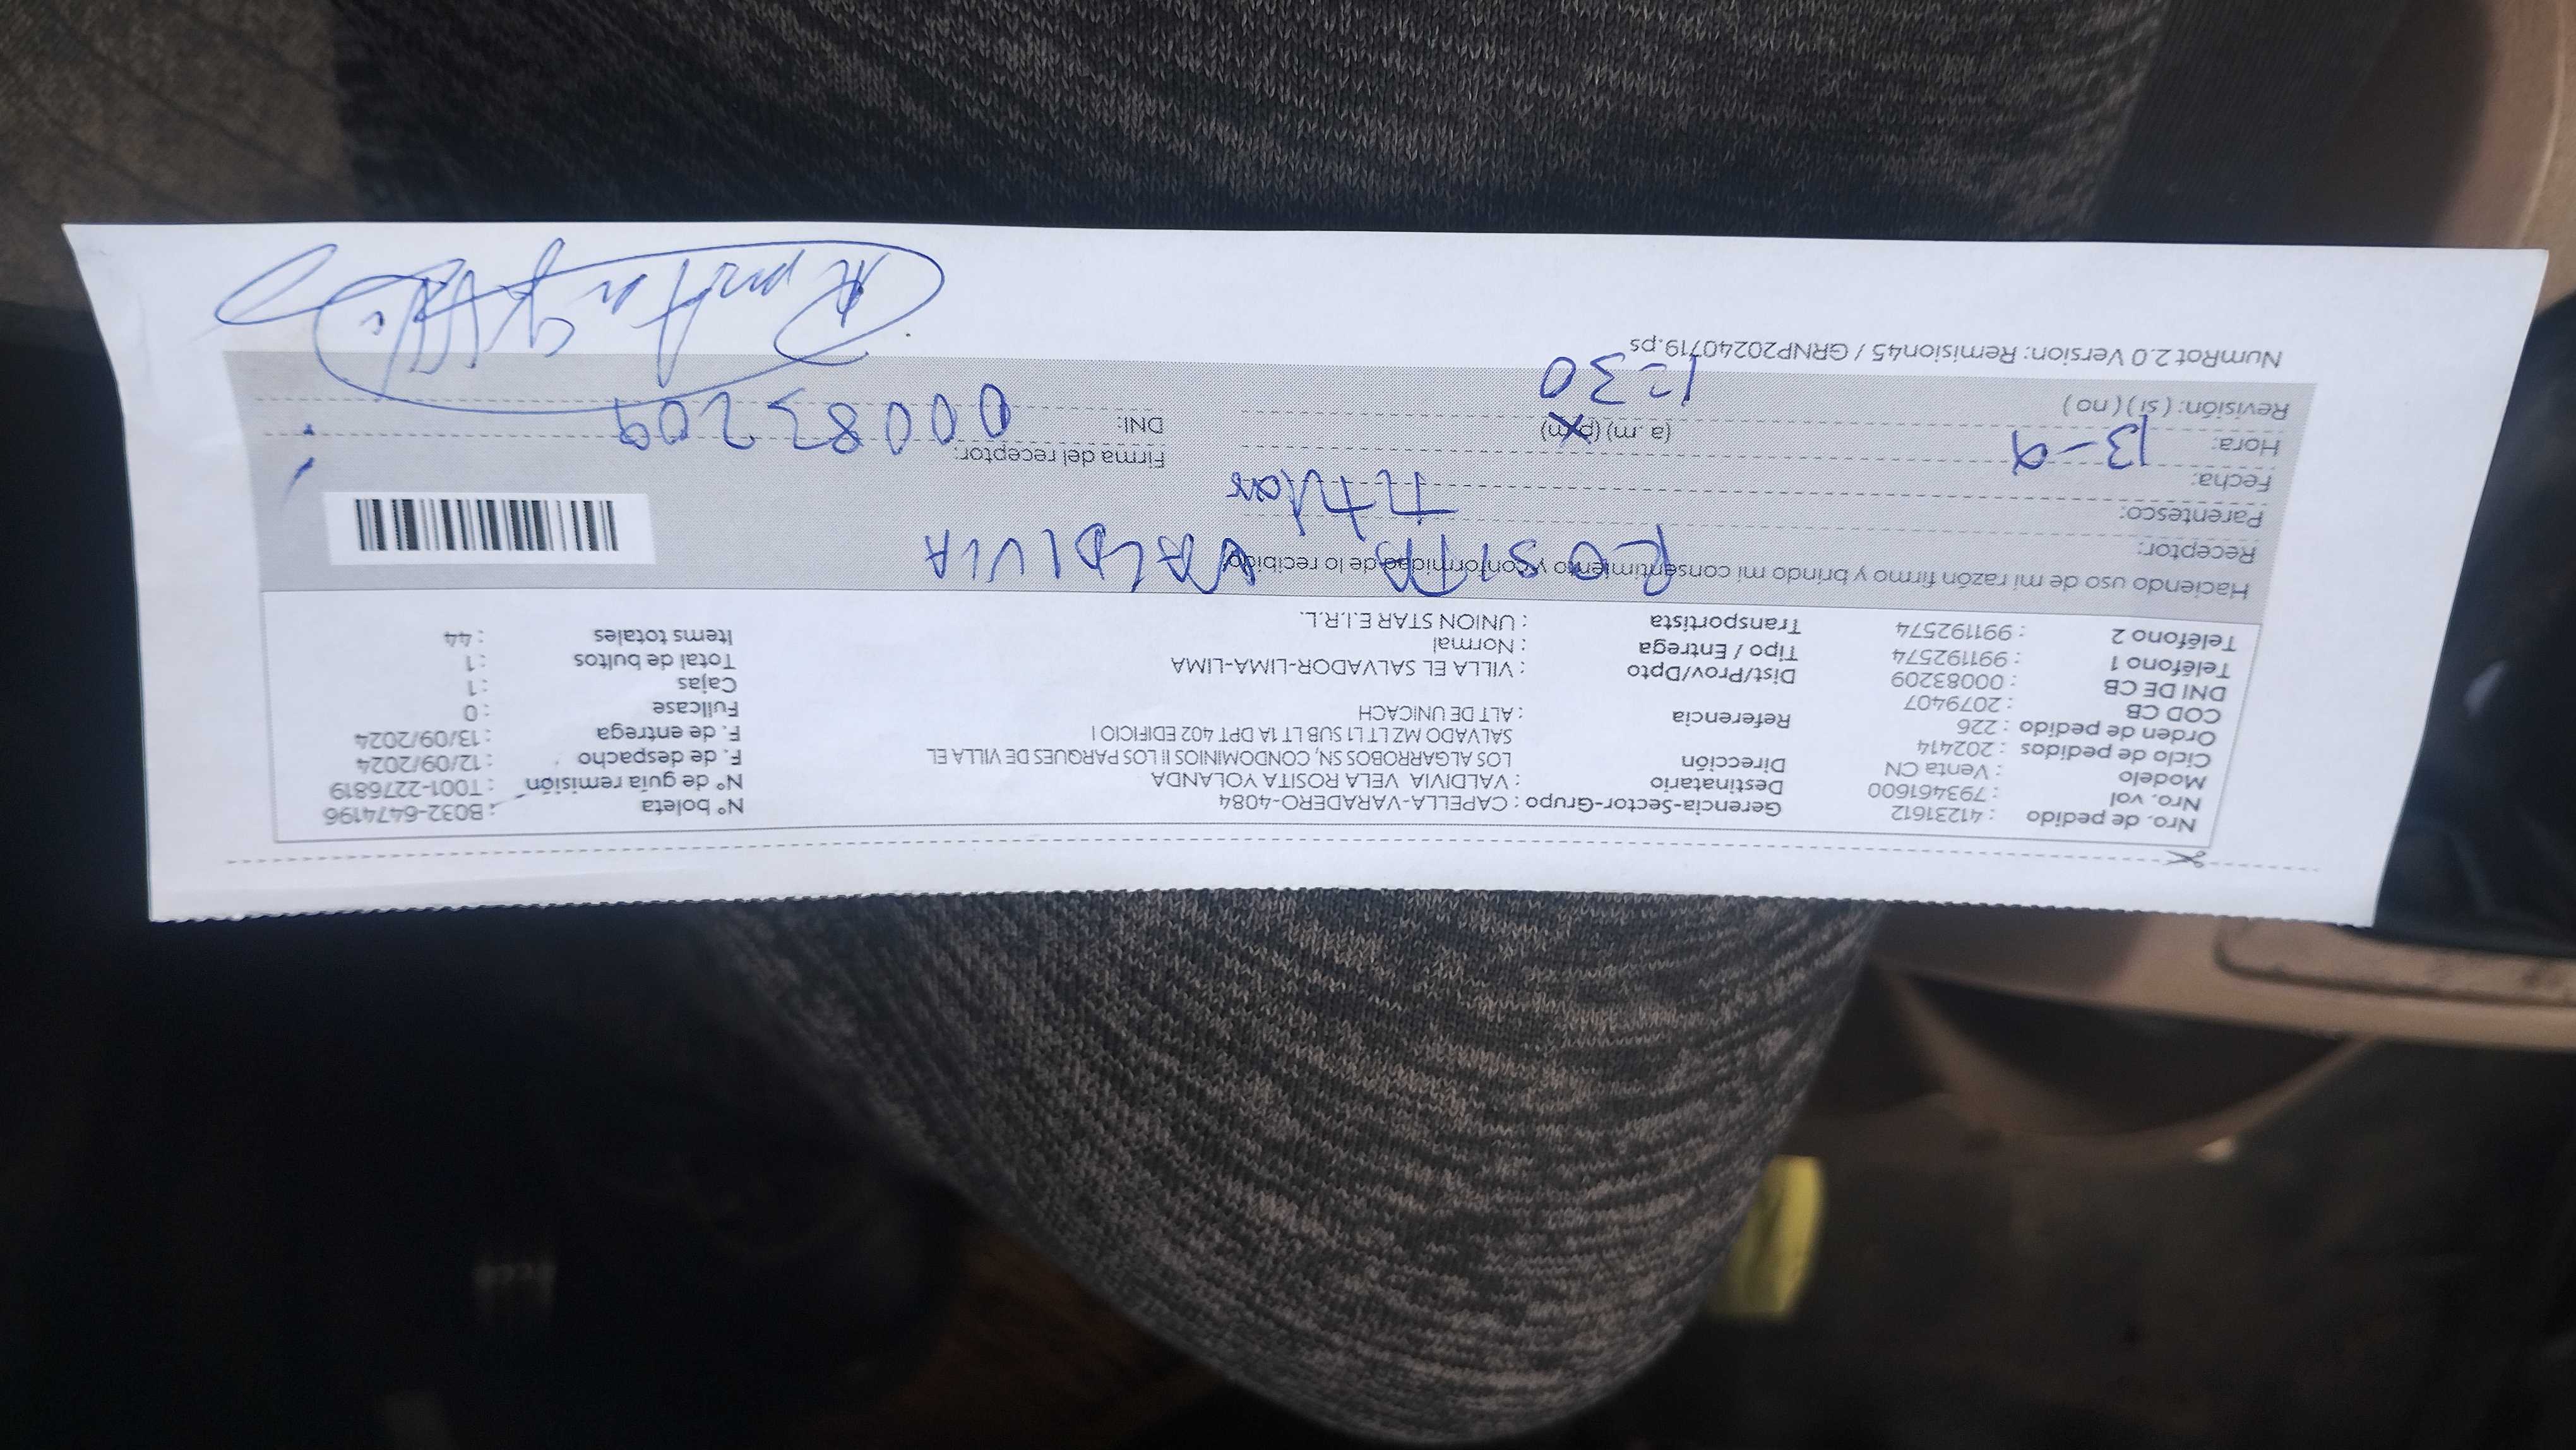 Nro. de pedido : 41231612
Nro. vol : 793461600
Modelo : Venta CN
Ciclo de pedidos : 202414
Orden de pedido : 226
COD CB : 2079407
DNI DE CB : 00083209
Teléfono 1 : 991192574
Teléfono 2 : 991192574
Gerencia-Sector-Grupo : CAPELLA-VARADERO-4084
Destinatario : VALDIVIA VELA ROSITA YOLANDA
Dirección LOS ALGARROBOS SN, CONDOMINIOS II LOS PARQUES DE VILLA EL
SALVADO MZ LT L1 SUB LT 1A DPT 402 EDIFICIO I
Referencia : ALT DE UNICACH
Dist/Prov/Dpto : VILLA EL SALVADOR-LIMA-LIMA
Tipo / Entrega : Normal
Transportista : UNION STAR E.I.R.L.
N° boleta : B032-6474196
N° de guía remisión : T001-2276819
F. de despacho : 12/09/2024
F. de entrega : 13/09/2024
Fullcase : 0
Cajas : 1
Total de bultos : 1
Items totales : 44
Haciendo uso de mi razón firmo y brindo mi consentimiento y conformidad de lo recibido
Receptor: ROSITA VALDIVIA
Parentesco: titular
Fecha: 13-9
Hora: (a .m) (p.m) 1:30
Revisión: ( si ) ( no )
Firma del receptor:
DNI: 00083209
NumRot 2.0 Version: Remision45 / GRNP20240719.ps